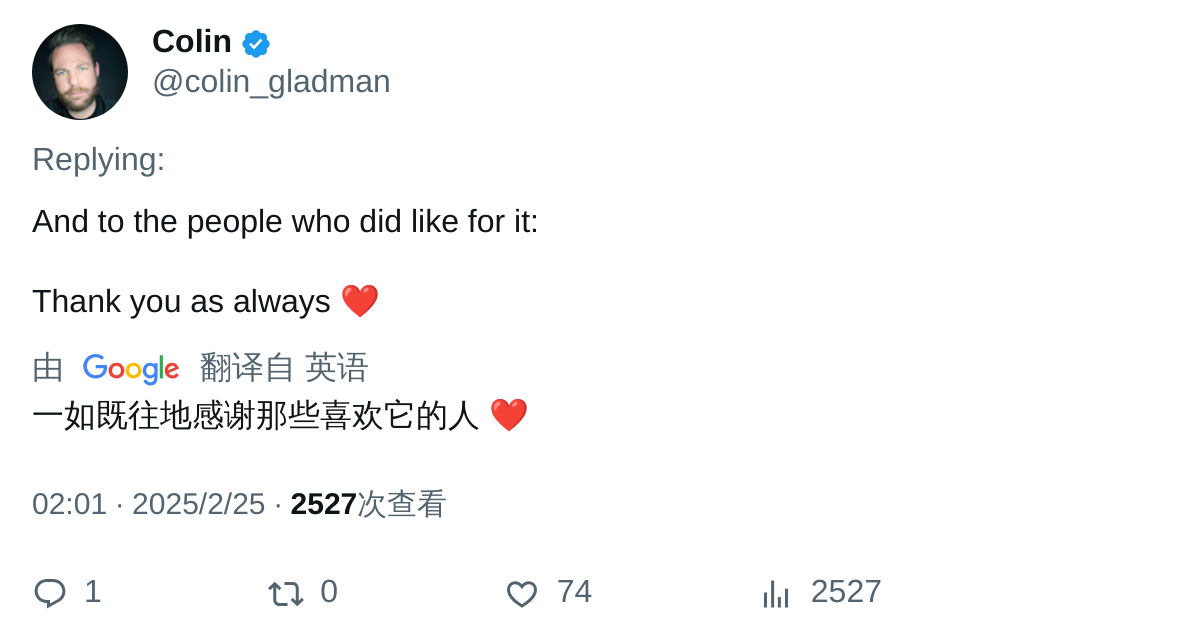 Colin
@colin_gladman
Replying:
And to the people who did like for it:
Thank you as always ❤️
由 Google 翻译自 英语
一如既往地感谢那些喜欢它的人 ❤️
02:01 · 2025/2/25 · 2527次查看
1 0 74 2527